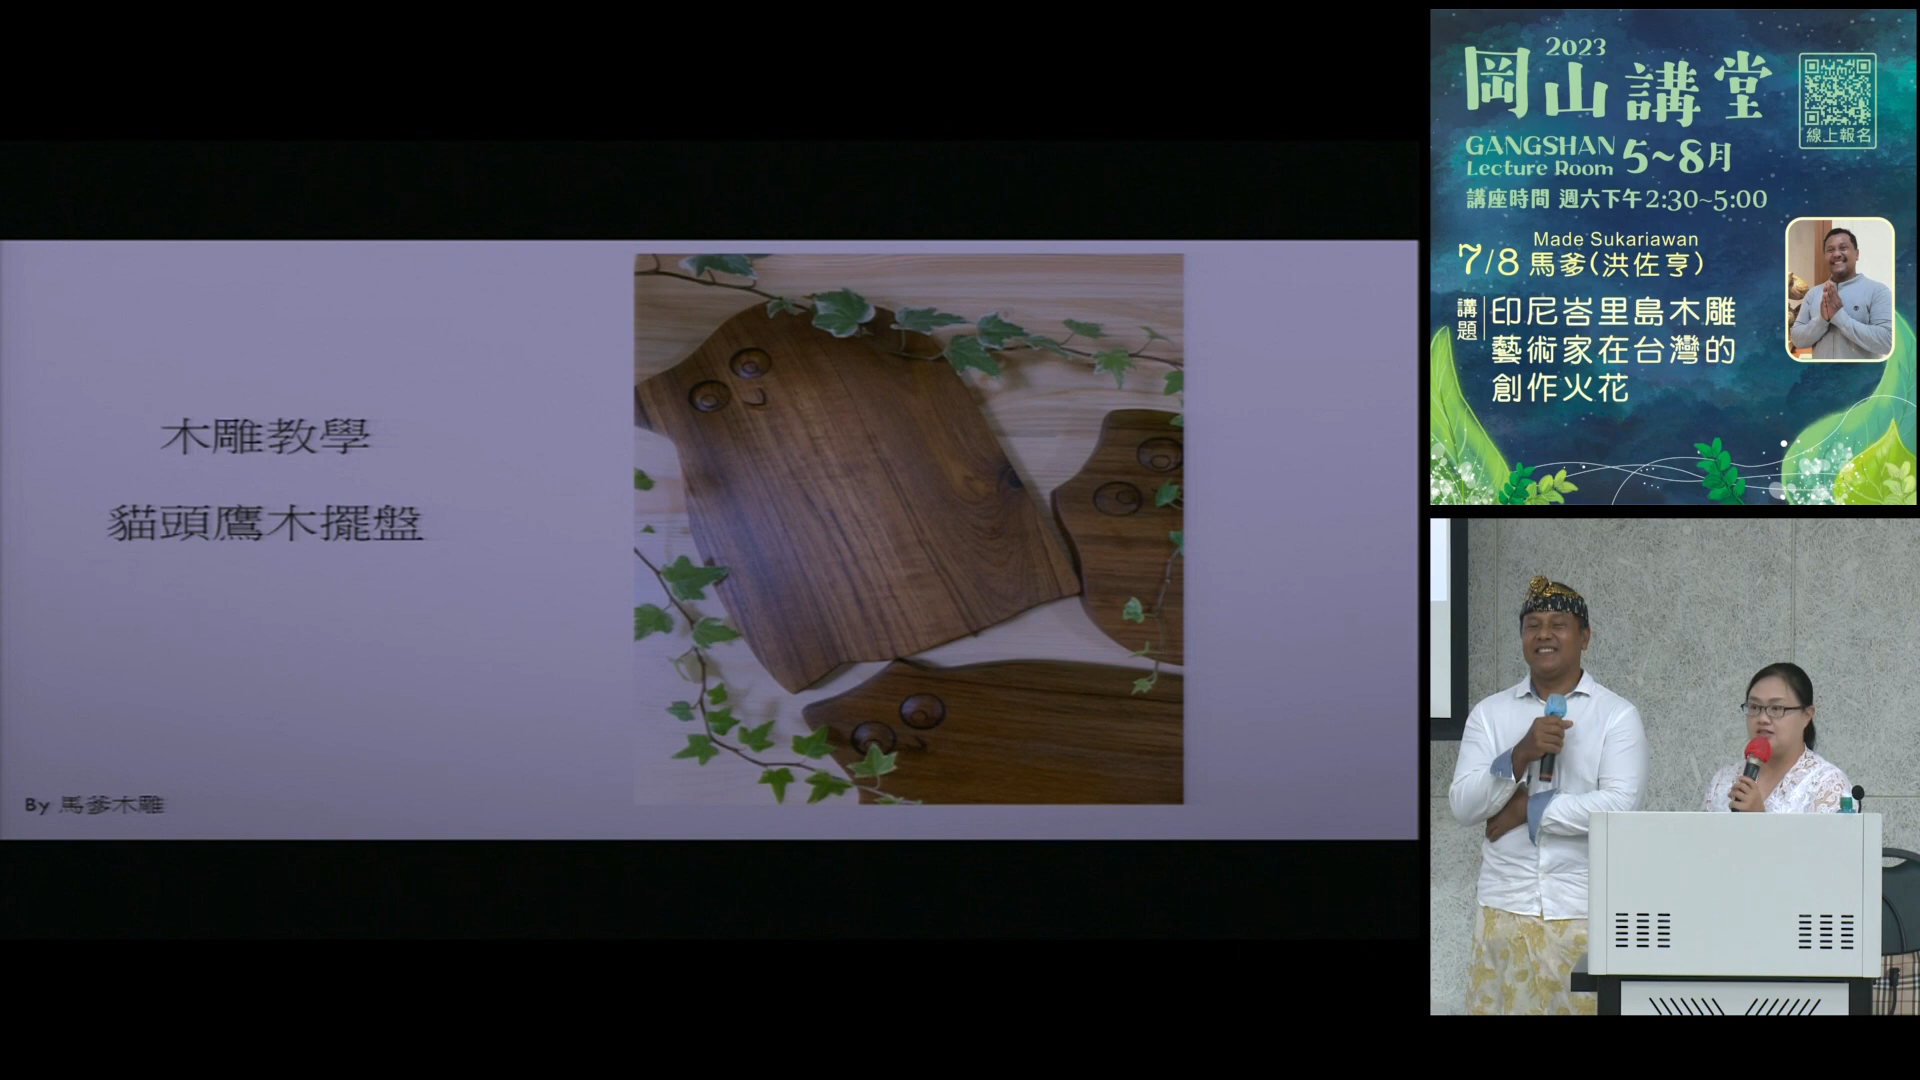 木雕教學
貓頭鷹木擺盤
By 馬爹木雕
2023
岡山講堂
線上報名
GANGSHAN
Lecture Room
5~8月
講座時間 週六下午2:30~5:00
Made Sukariawan
7/8 馬爹(洪佐亨)
講題
印尼峇里島木雕
藝術家在台灣的
創作火花